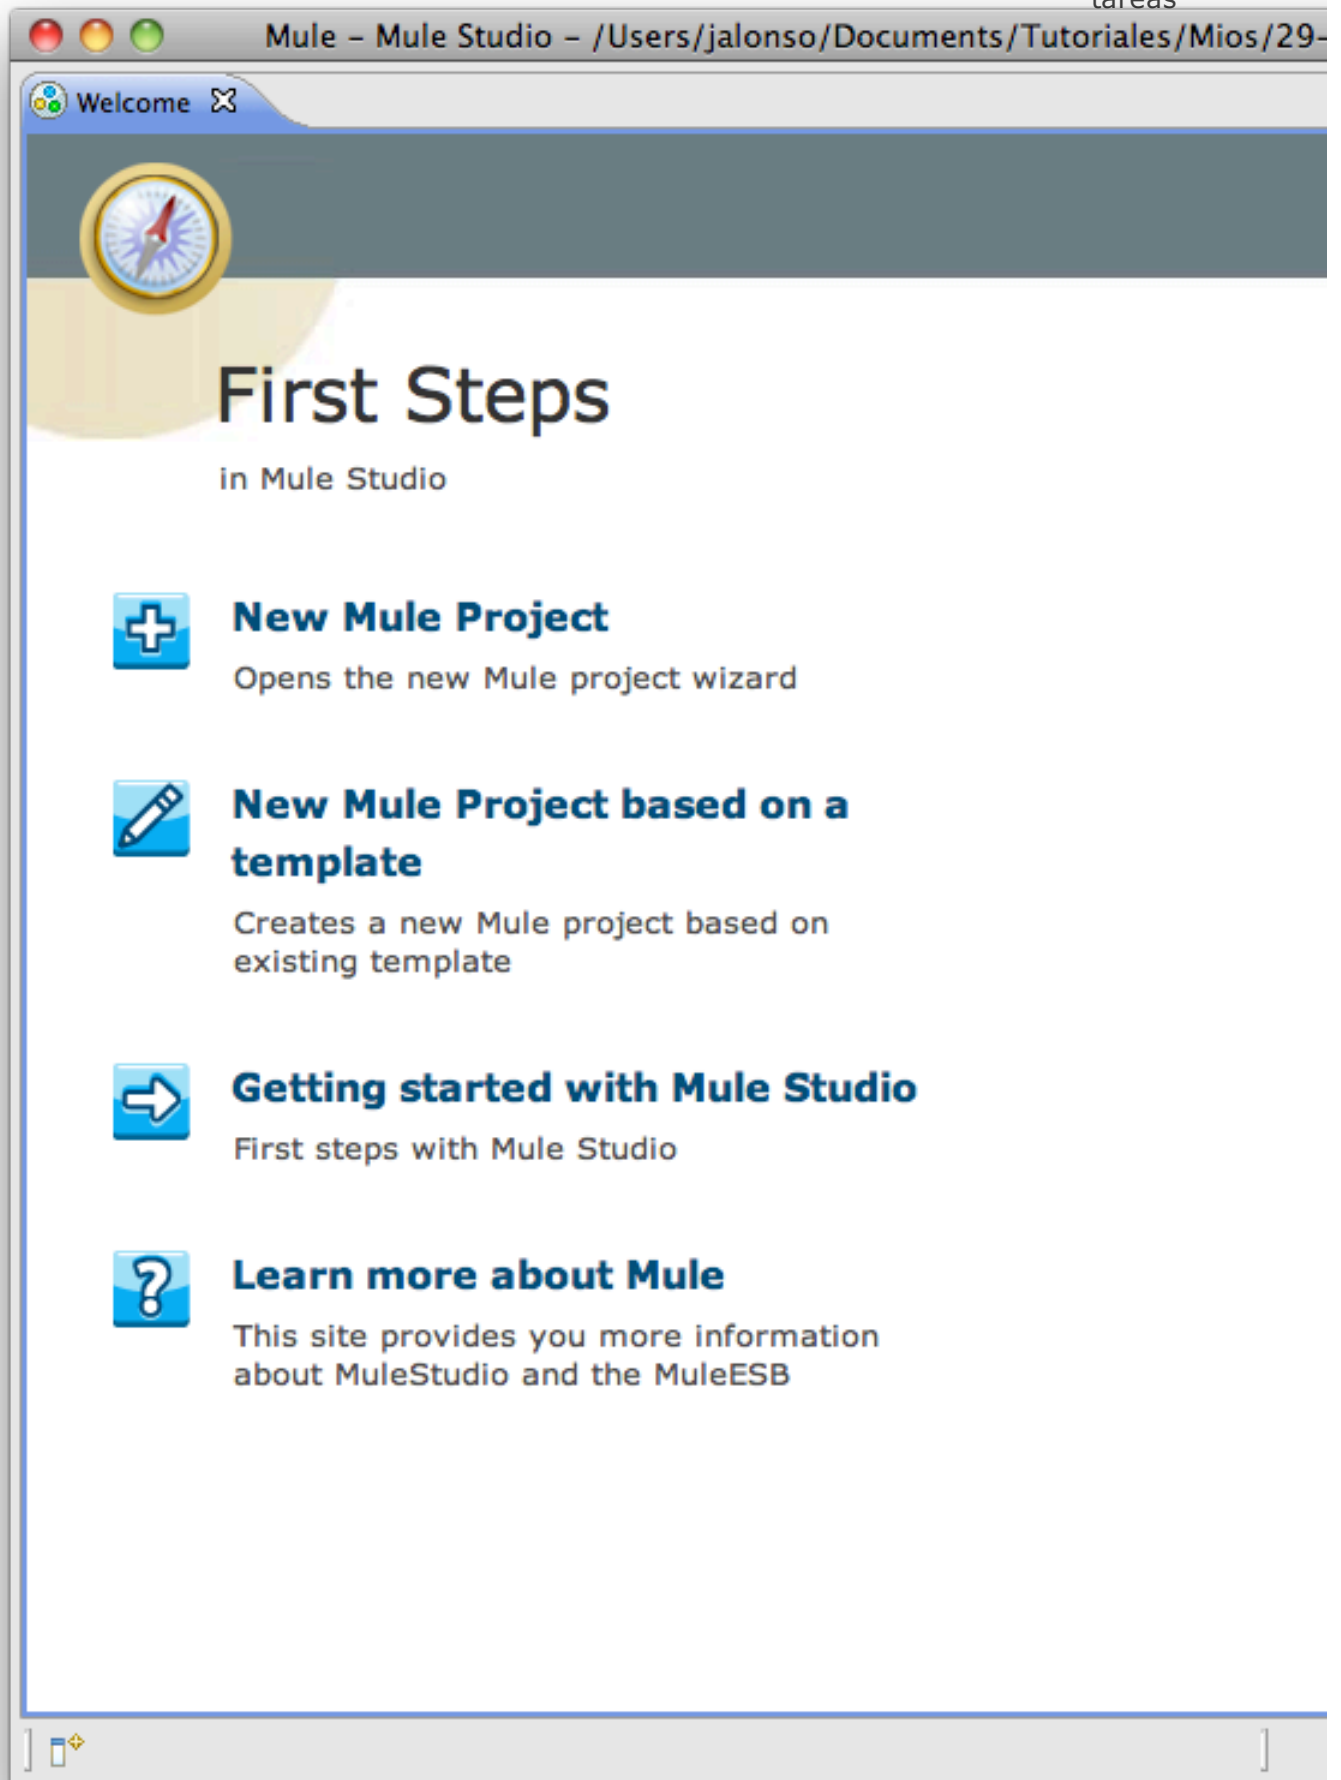 tareas
Mule – Mule Studio – /Users/jalonso/Documents/Tutoriales/Mios/29-
Welcome
First Steps
in Mule Studio
New Mule Project
Opens the new Mule project wizard
New Mule Project based on a
template
Creates a new Mule project based on
existing template
Getting started with Mule Studio
First steps with Mule Studio
Learn more about Mule
This site provides you more information
about MuleStudio and the MuleESB